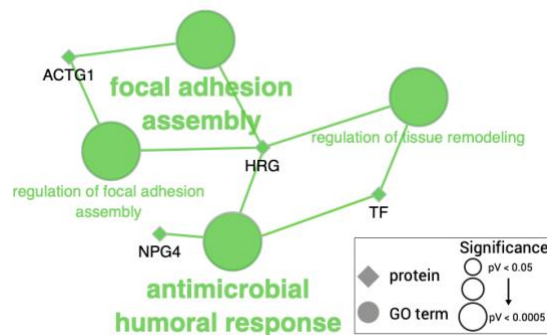 ACTG1
focal adhesion
assembly
regulation of tissue remodeling
HRG
regulation of focal adhesion
assembly
TF
NPG4
antimicrobial
humoral response
Significance
pV < 0.05
protein
GO term
pV < 0.0005